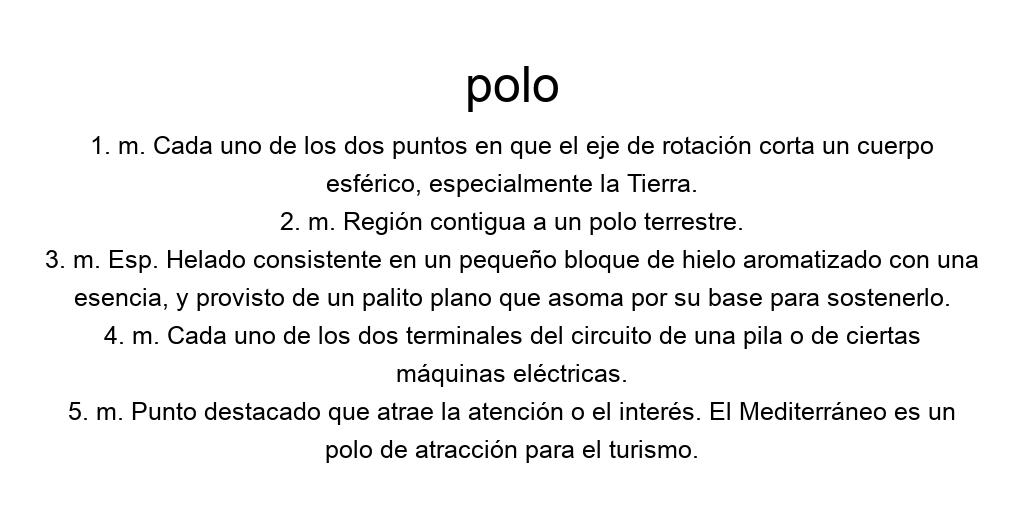 polo
1. m. Cada uno de los dos puntos en que el eje de rotación corta un cuerpo
esférico, especialmente la Tierra.
2. m. Región contigua a un polo terrestre.
3. m. Esp. Helado consistente en un pequeño bloque de hielo aromatizado con una
esencia, y provisto de un palito plano que asoma por su base para sostenerlo.
4. m. Cada uno de los dos terminales del circuito de una pila o de ciertas
máquinas eléctricas.
5. m. Punto destacado que atrae la atención o el interés. El Mediterráneo es un
polo de atracción para el turismo.